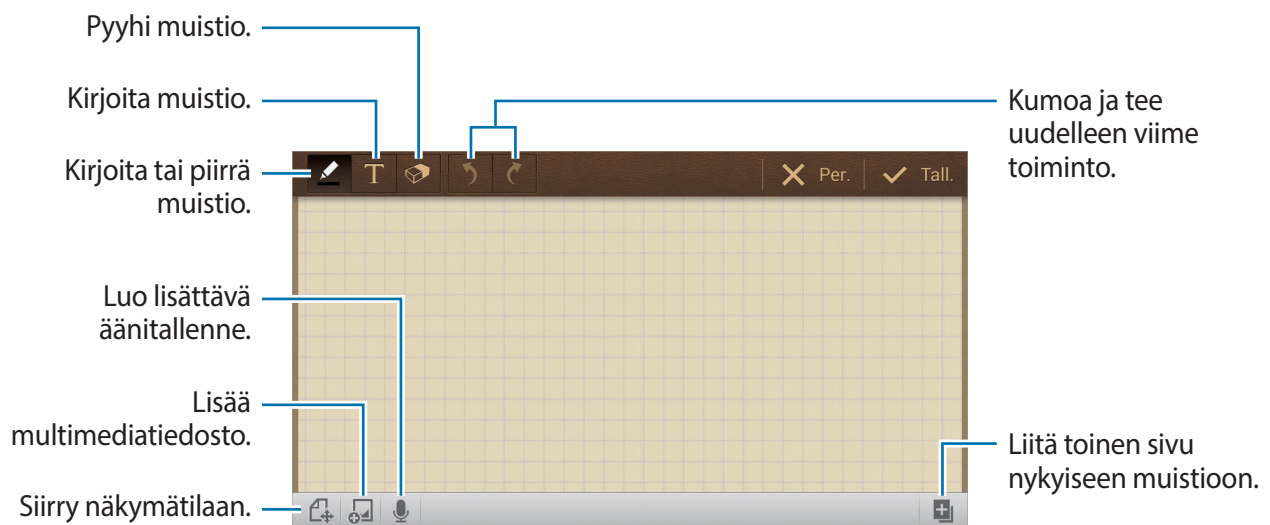 Pyyhi muistio.
Kirjoita muistio.
Kirjoita tai piirrä
muistio.
Luo lisättävä
äänitallenne.
Lisää
multimediatiedosto.
Siirry näkymätilaan.
T
Per.
Tall.
Kumoa ja tee
uudelleen viime
toiminto.
Liitä toinen sivu
nykyiseen muistioon.